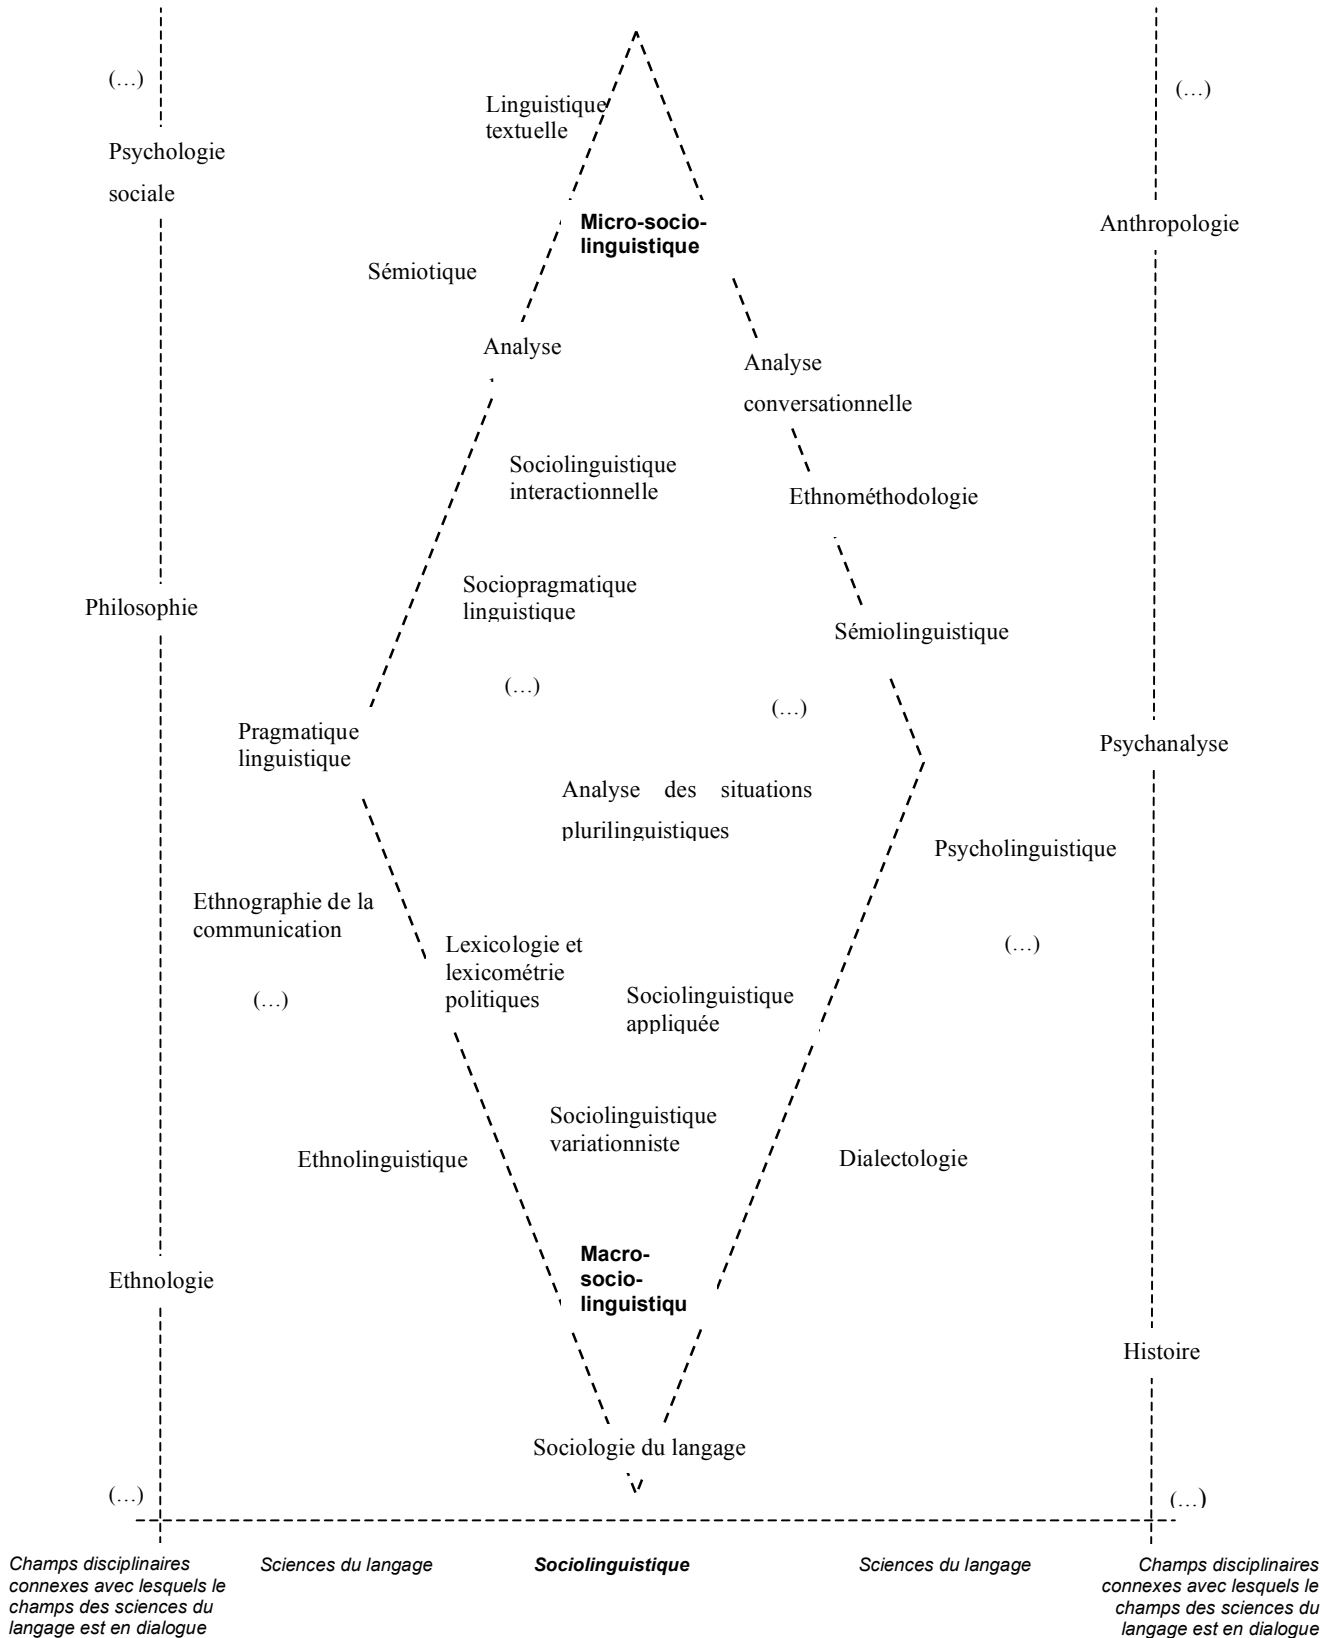 (…)
(…)
Linguistique
textuelle
Psychologie
sociale
Micro-socio-
linguistique
Anthropologie
Sémiotique
Analyse
Analyse
conversationnelle
Sociolinguistique
interactionnelle
Ethnométhodologie
Sociopragmatique
linguistique
Philosophie
Sémiolinguistique
(…)
(…)
Pragmatique
linguistique
Psychanalyse
Analyse des situations
plurilinguistiques
Psycholinguistique
Ethnographie de la
communication
Lexicologie et
lexicométrie
politiques
(…)
(…)
Sociolinguistique
appliquée
Sociolinguistique
variationniste
Ethnolinguistique
Dialectologie
Macro-
socio-
linguistiqu
Ethnologie
Histoire
Sociologie du langage
(…)
(…)
Champs disciplinaires
connexes avec lesquels le
champs des sciences du
langage est en dialogue
Sciences du langage
Sociolinguistique
Sciences du langage
Champs disciplinaires
connexes avec lesquels le
champs des sciences du
langage est en dialogue